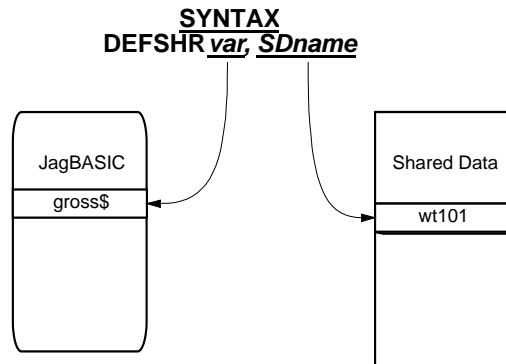 SYNTAX
DEFSHR var, SDname
JagBASIC
Shared Data
gross$
wt101